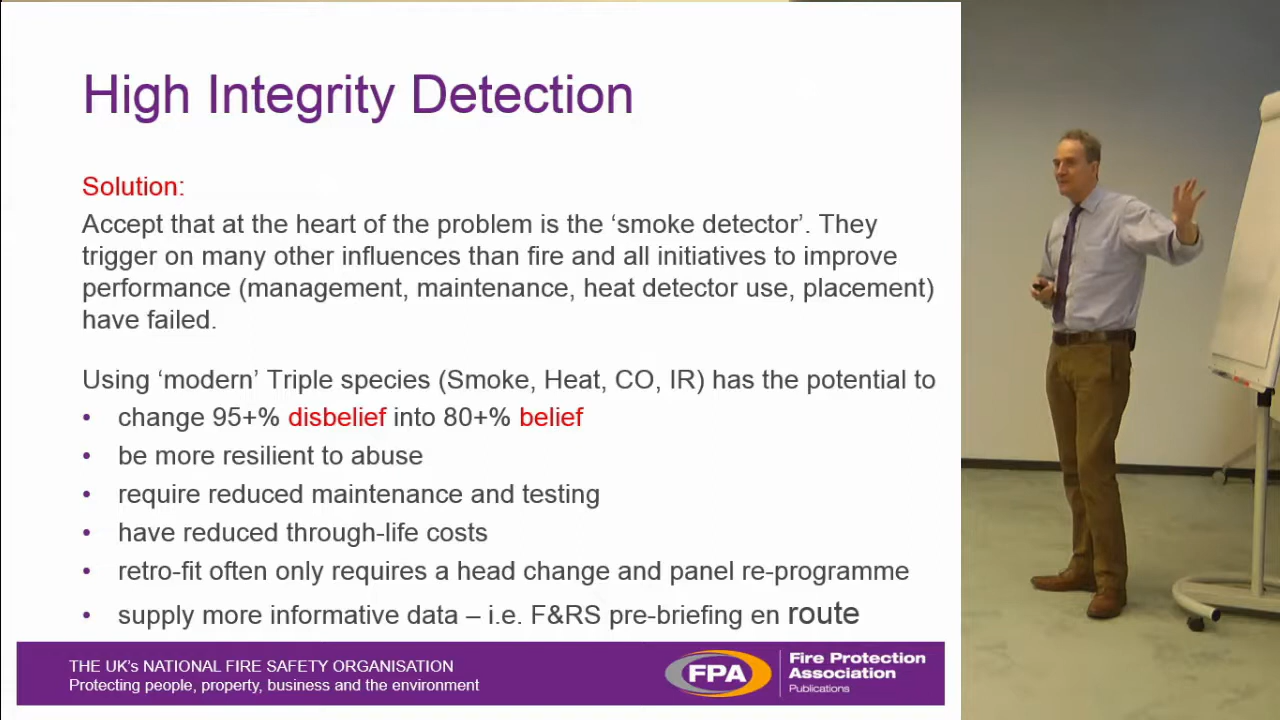 High Integrity Detection
Solution:
Accept that at the heart of the problem is the ‘smoke detector’. They
trigger on many other influences than fire and all initiatives to improve
performance (management, maintenance, heat detector use, placement)
have failed.
Using ‘modern’ Triple species (Smoke, Heat, CO, IR) has the potential to
• change 95+% disbelief into 80+% belief
• be more resilient to abuse
• require reduced maintenance and testing
• have reduced through-life costs
• retro-fit often only requires a head change and panel re-programme
• supply more informative data – i.e. F&RS pre-briefing en route
THE UK's NATIONAL FIRE SAFETY ORGANISATION
Protecting people, property, business and the environment
FPA
Fire Protection
Association
Publications